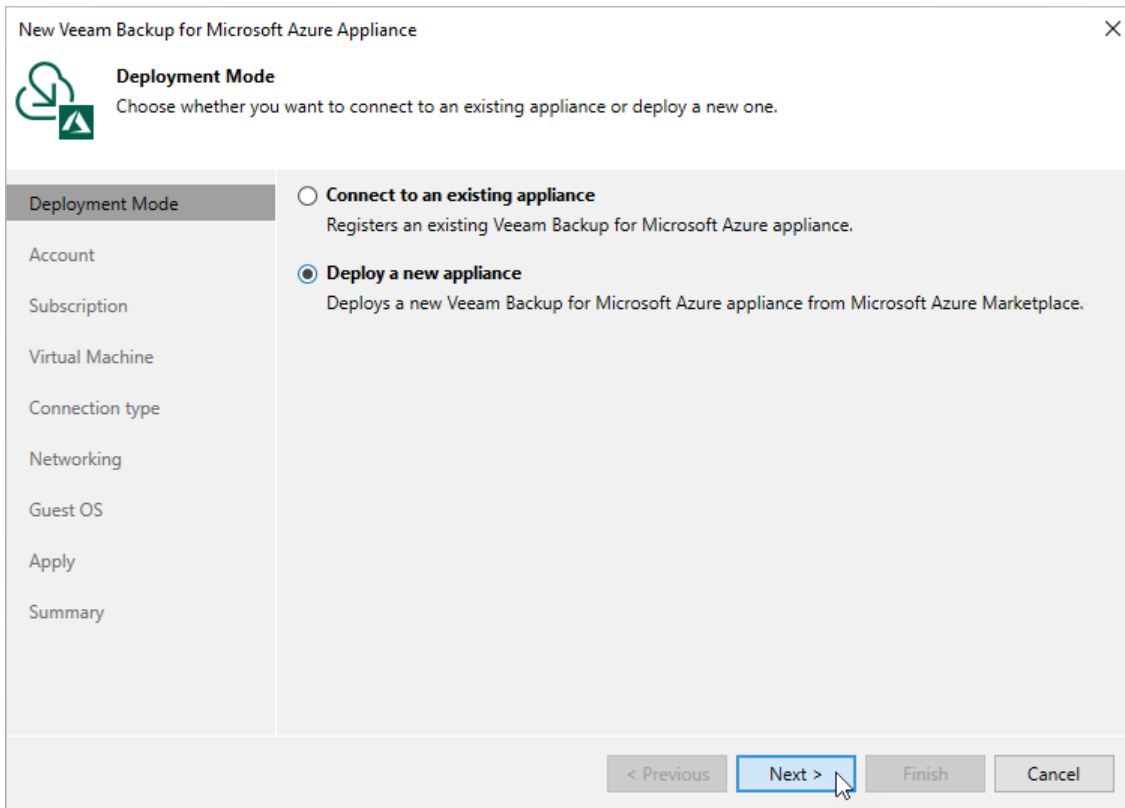 New Veeam Backup for Microsoft Azure Appliance
Deployment Mode
Choose whether you want to connect to an existing appliance or deploy a new one.
Deployment Mode
Account
Subscription
Virtual Machine
Connection type
Networking
Guest OS
Apply
Summary
Connect to an existing appliance
Registers an existing Veeam Backup for Microsoft Azure appliance.
Deploy a new appliance
Deploys a new Veeam Backup for Microsoft Azure appliance from Microsoft Azure Marketplace.
< Previous
Next >
Finish
Cancel